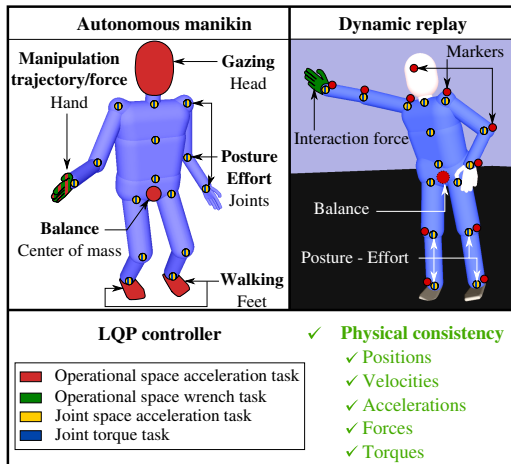 Autonomous manikin
Manipulation
trajectory/force
Hand
Gazing
Head
Posture
Effort
Joints
Balance
Center of mass
Walking
Feet
Dynamic replay
Markers
Interaction force
Balance
Posture - Effort
LQP controller
Operational space acceleration task
Operational space wrench task
Joint space acceleration task
Joint torque task
✓ Physical consistency
✓ Positions
✓ Velocities
✓ Accelerations
✓ Forces
✓ Torques